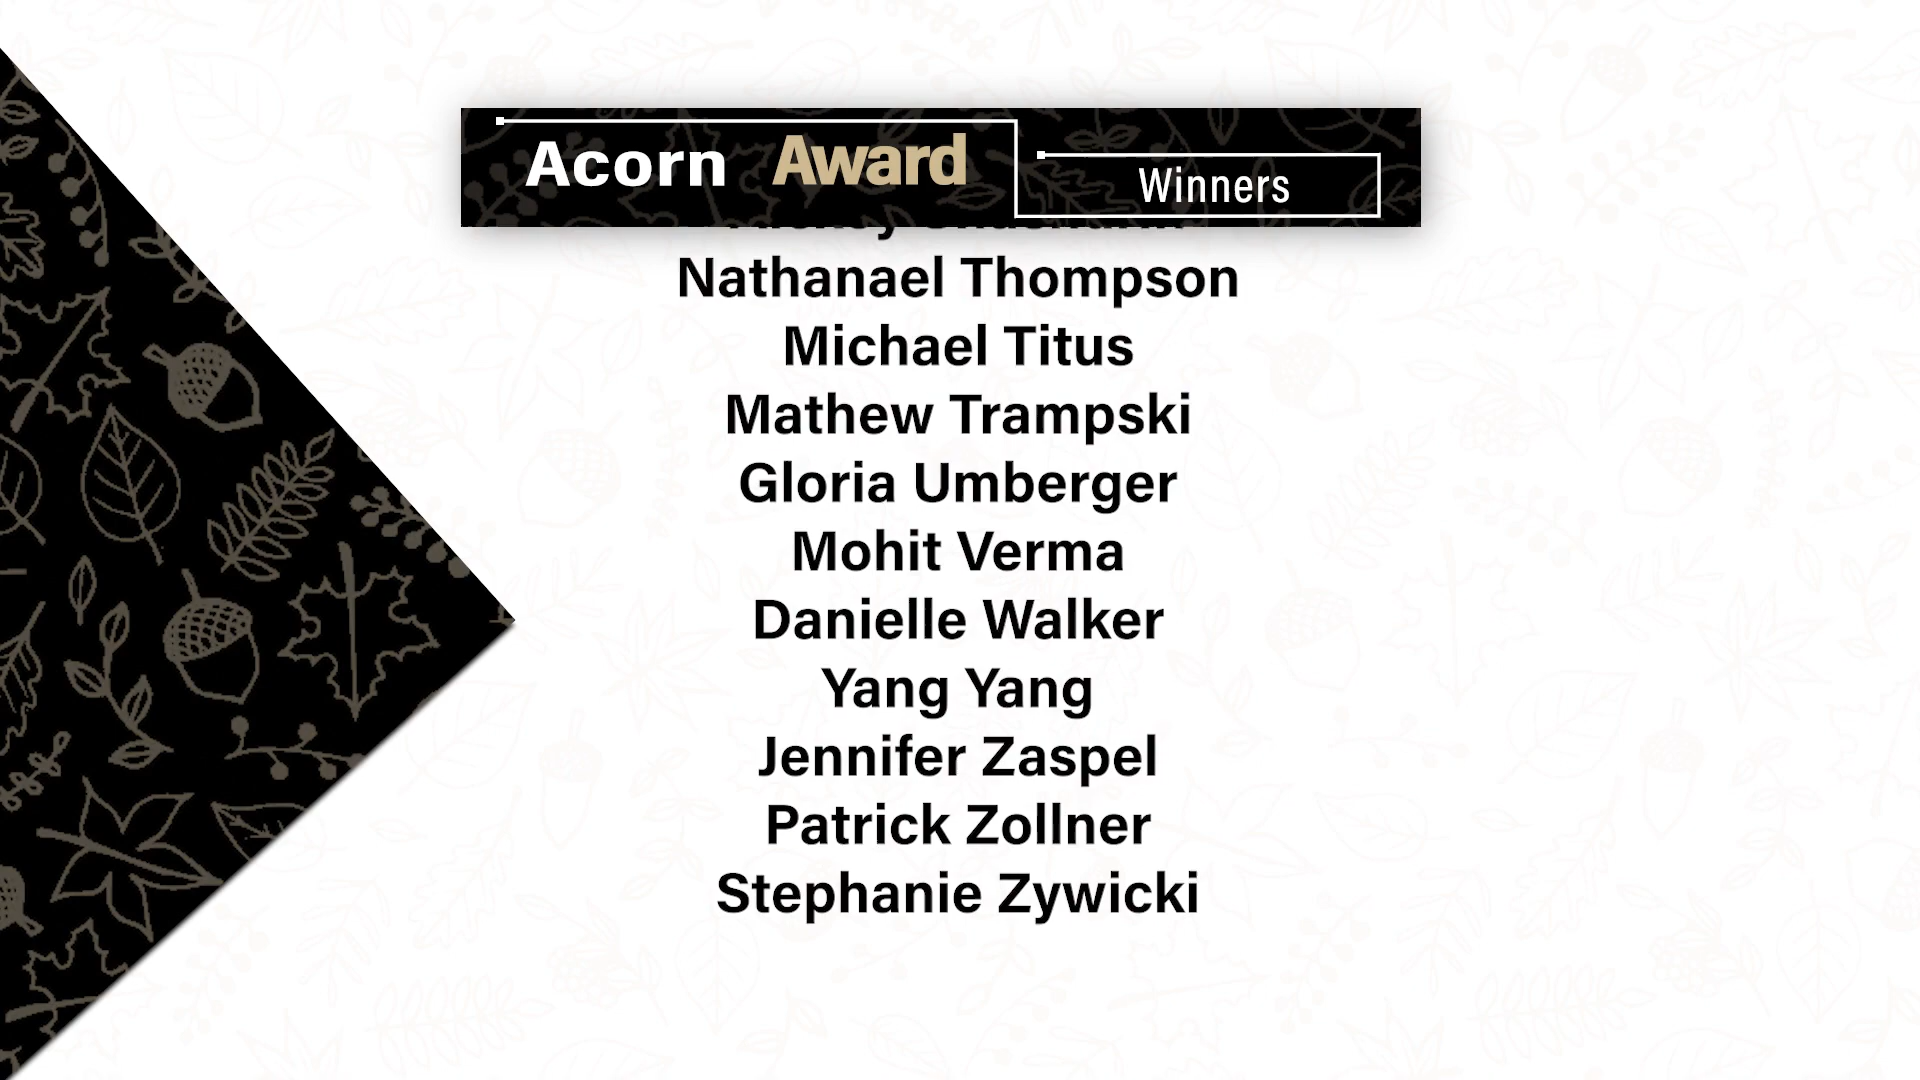 Acorn Award
Winners
Nathanael Thompson
Michael Titus
Mathew Trampski
Gloria Umberger
Mohit Verma
Danielle Walker
Yang Yang
Jennifer Zaspel
Patrick Zollner
Stephanie Zywicki